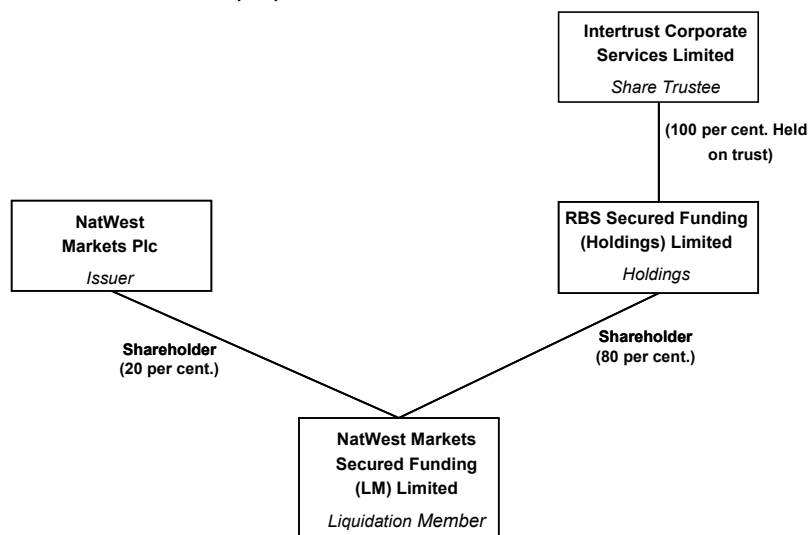 Intertrust Corporate
Services Limited
Share Trustee
(100 per cent. Held
on trust)
NatWest
Markets Plc
Issuer
RBS Secured Funding
(Holdings) Limited
Holdings
Shareholder
(20 per cent.)
Shareholder
(80 per cent.)
NatWest Markets
Secured Funding
(LM) Limited
Liquidation Member